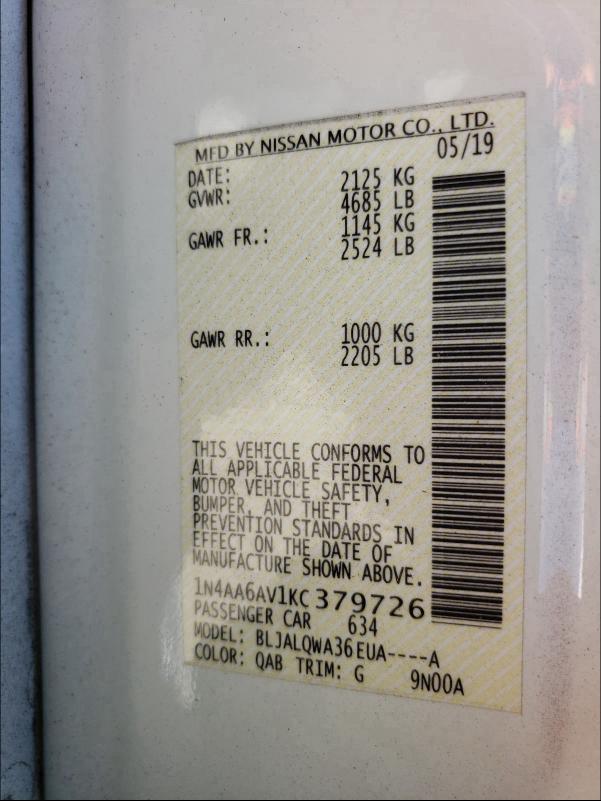 MFD BY NISSAN MOTOR CO., LTD.
DATE: 05/19
GVWR: 2125 KG
4685 LB
GAWR FR.: 1145 KG
2524 LB
GAWR RR.: 1000 KG
2205 LB
THIS VEHICLE CONFORMS TO
ALL APPLICABLE FEDERAL
MOTOR VEHICLE SAFETY,
BUMPER, AND THEFT
PREVENTION STANDARDS IN
EFFECT ON THE DATE OF
MANUFACTURE SHOWN ABOVE.
1N4AA6AV1KC379726
PASSENGER CAR 634
MODEL: BLJALQWA36EUA----A
COLOR: QAB TRIM: G 9N00A